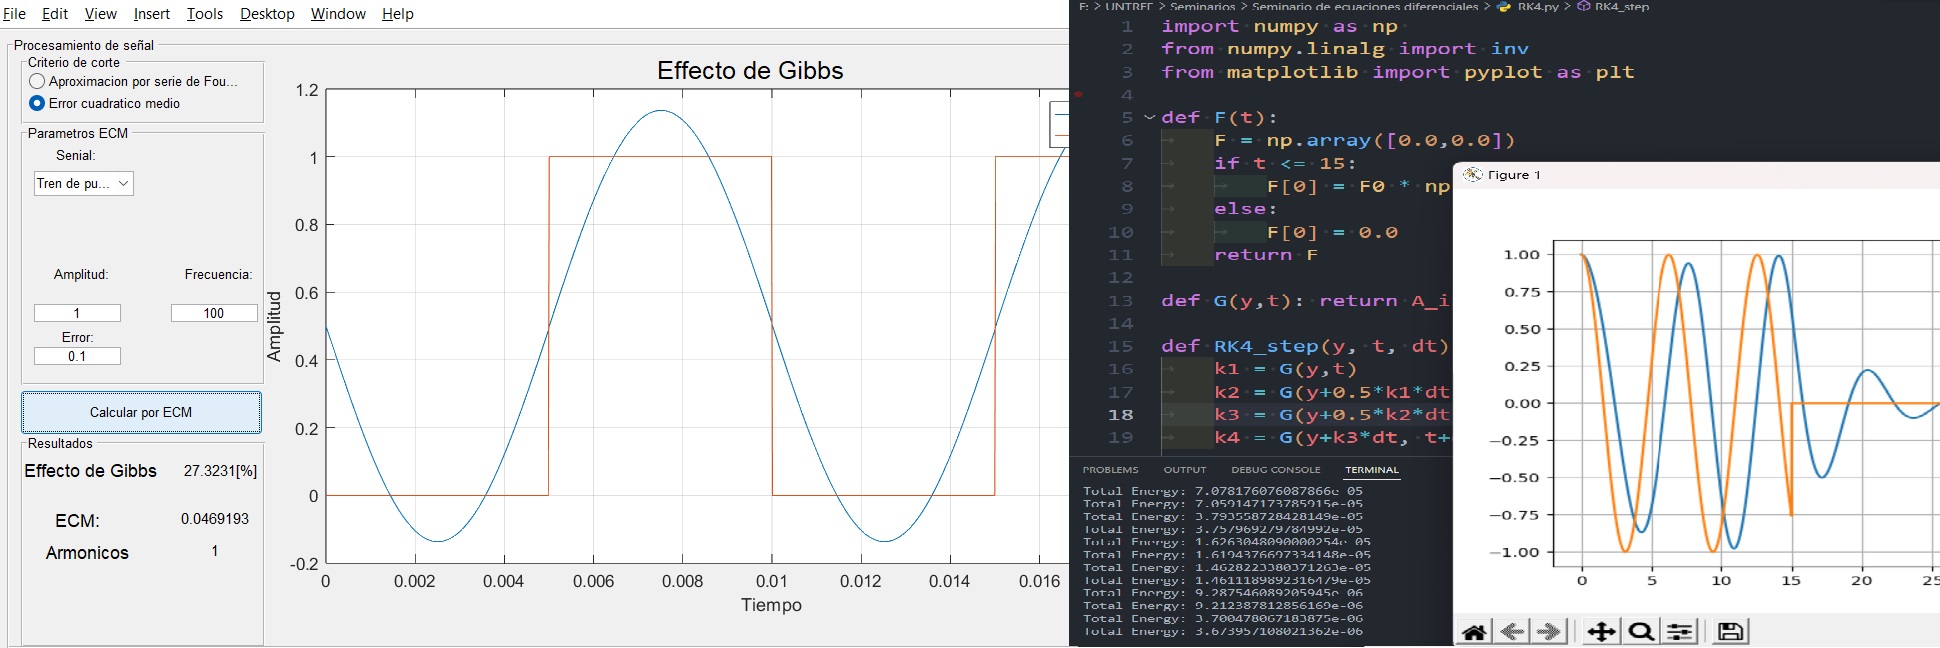 File Edit View Insert Tools Desktop Window Help
Procesamiento de señal
Criterio de corte
Aproximacion por serie de Fou...
Error cuadratico medio
Parametros ECM
Senial:
Tren de pu...
Amplitud: Frecuencia:
1 100
Error:
0.1
Calcular por ECM
Resultados
Effecto de Gibbs 27.3231[%]
ECM: 0.0469193
Armonicos 1
Effecto de Gibbs
1.2
1
0.8
0.6
0.4
0.2
0
-0.2
Amplitud
0 0.002 0.004 0.006 0.008 0.01 0.012 0.014 0.016
Tiempo
E: > UNTREF > Seminarios > Seminario de ecuaciones diferenciales > RK4.py > RK4_step
1 import numpy as np
2 from numpy.linalg import inv
3 from matplotlib import pyplot as plt
4
5 def F(t):
6 F = np.array([0.0,0.0])
7 if t <= 15:
8 F[0] = F0 * np
9 else:
10 F[0] = 0.0
11 return F
12
13 def G(y,t): return A_i
14
15 def RK4_step(y, t, dt)
16 k1 = G(y,t)
17 k2 = G(y+0.5*k1*dt
18 k3 = G(y+0.5*k2*dt
19 k4 = G(y+k3*dt, t+
PROBLEMS OUTPUT DEBUG CONSOLE TERMINAL
Total Energy: 7.078176076087866e-05
Total Energy: 7.059147173785915e-05
Total Energy: 3.793558728428149e-05
Total Energy: 3.757969279784992e-05
Total Energy: 1.6263048090000254e-05
Total Energy: 1.6194376697334148e-05
Total Energy: 1.4628223380371263e-05
Total Energy: 1.4611189892316479e-05
Total Energy: 9.287546089205945e-06
Total Energy: 9.212387812856169e-06
Total Energy: 3.700478067183875e-06
Total Energy: 3.673957108021362e-06
Figure 1
1.00
0.75
0.50
0.25
0.00
−0.25
−0.50
−0.75
−1.00
0 5 10 15 20 25